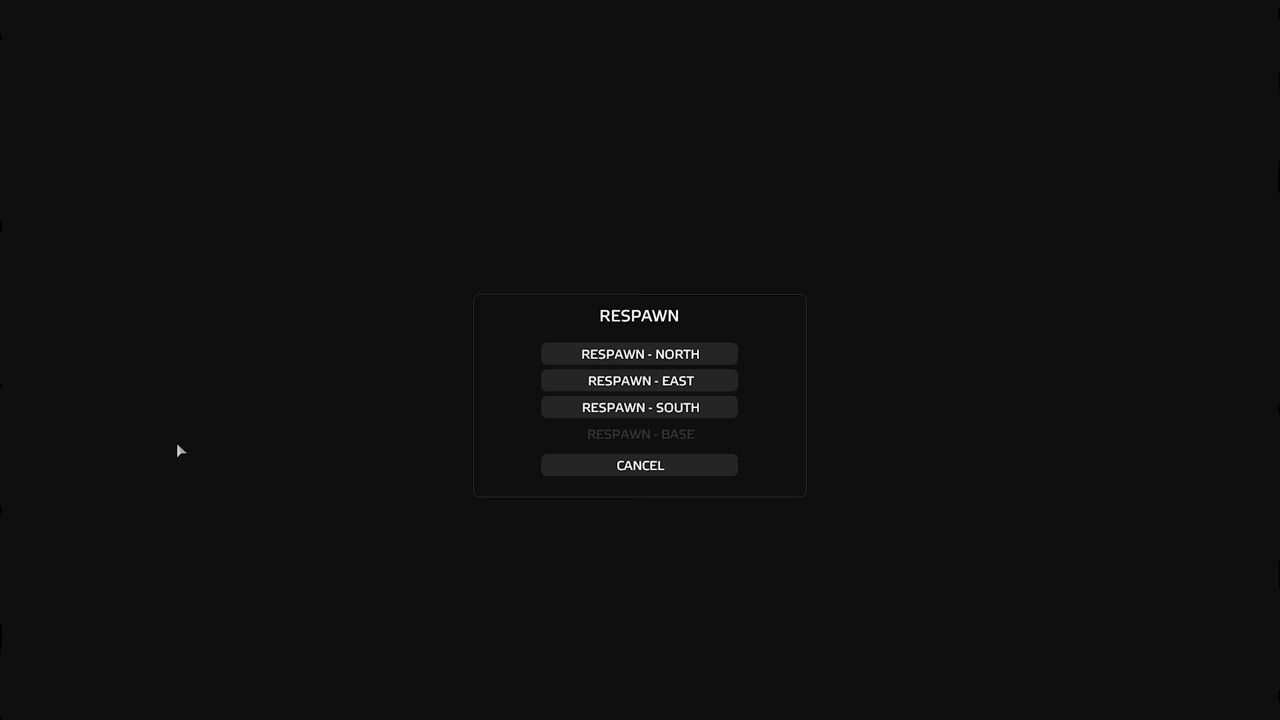 RESPAWN
RESPAWN - NORTH
RESPAWN - EAST
RESPAWN - SOUTH
RESPAWN - BASE
CANCEL